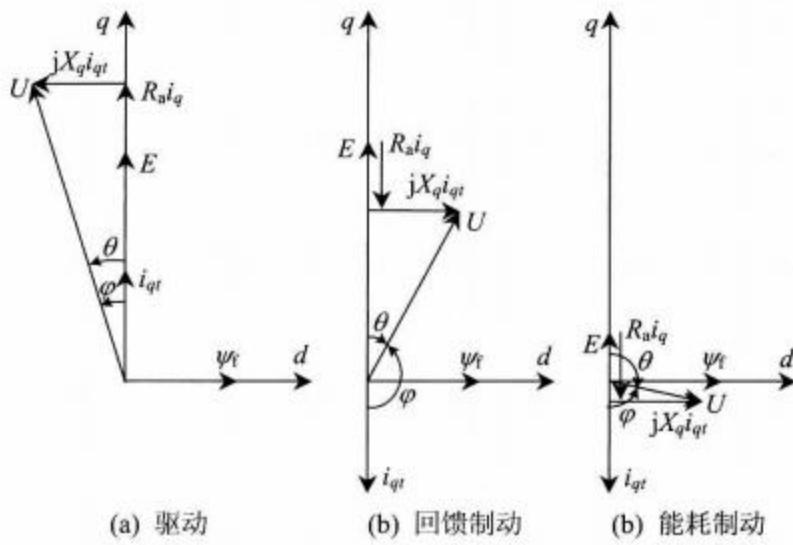 q
jX_q i_qt
U
R_a i_q
E
θ
φ
i_qt
ψ_f
d
(a) 驱动
q
E
R_a i_q
jX_q i_qt
U
θ
ψ_f
d
φ
i_qt
(b) 回馈制动
q
E
R_a i_q
θ
ψ_f
d
φ
U
jX_q i_qt
i_qt
(b) 能耗制动